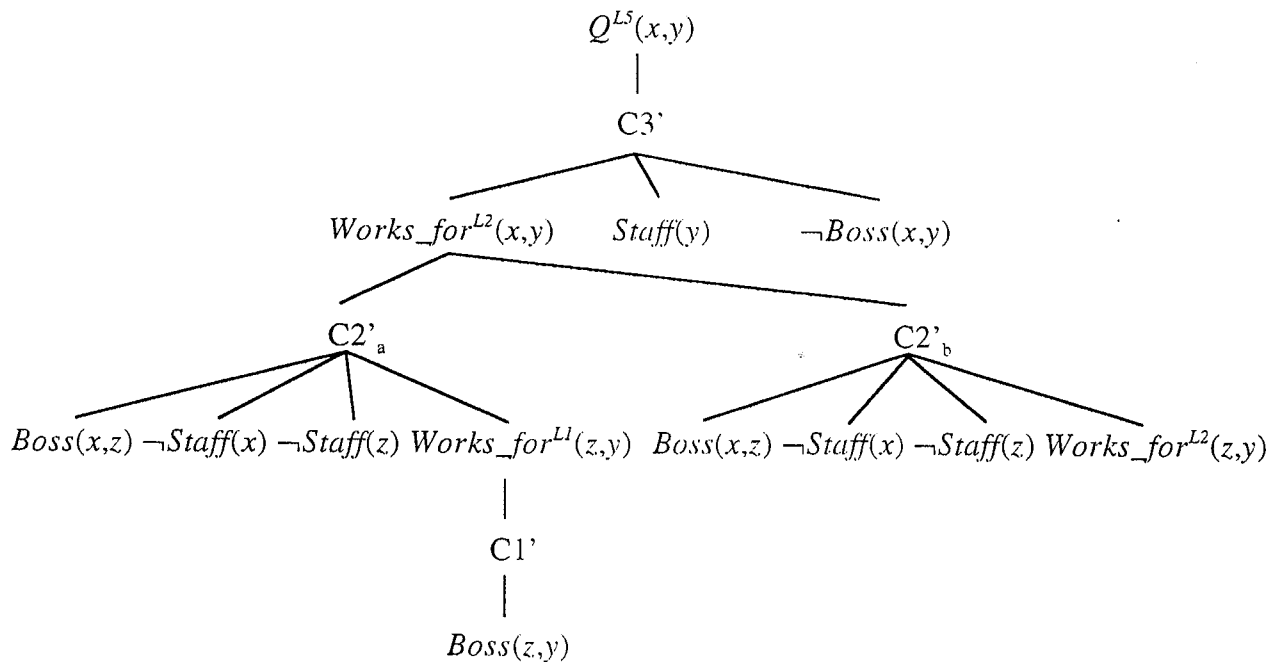 Q^{L5}(x,y)
C3'
Works_for^{L2}(x,y) Staff(y) ¬Boss(x,y)
C2'_a C2'_b
Boss(x,z) ¬Staff(x) ¬Staff(z) Works_for^{L1}(z,y) Boss(x,z) ¬Staff(x) ¬Staff(z) Works_for^{L2}(z,y)
C1'
Boss(z,y)